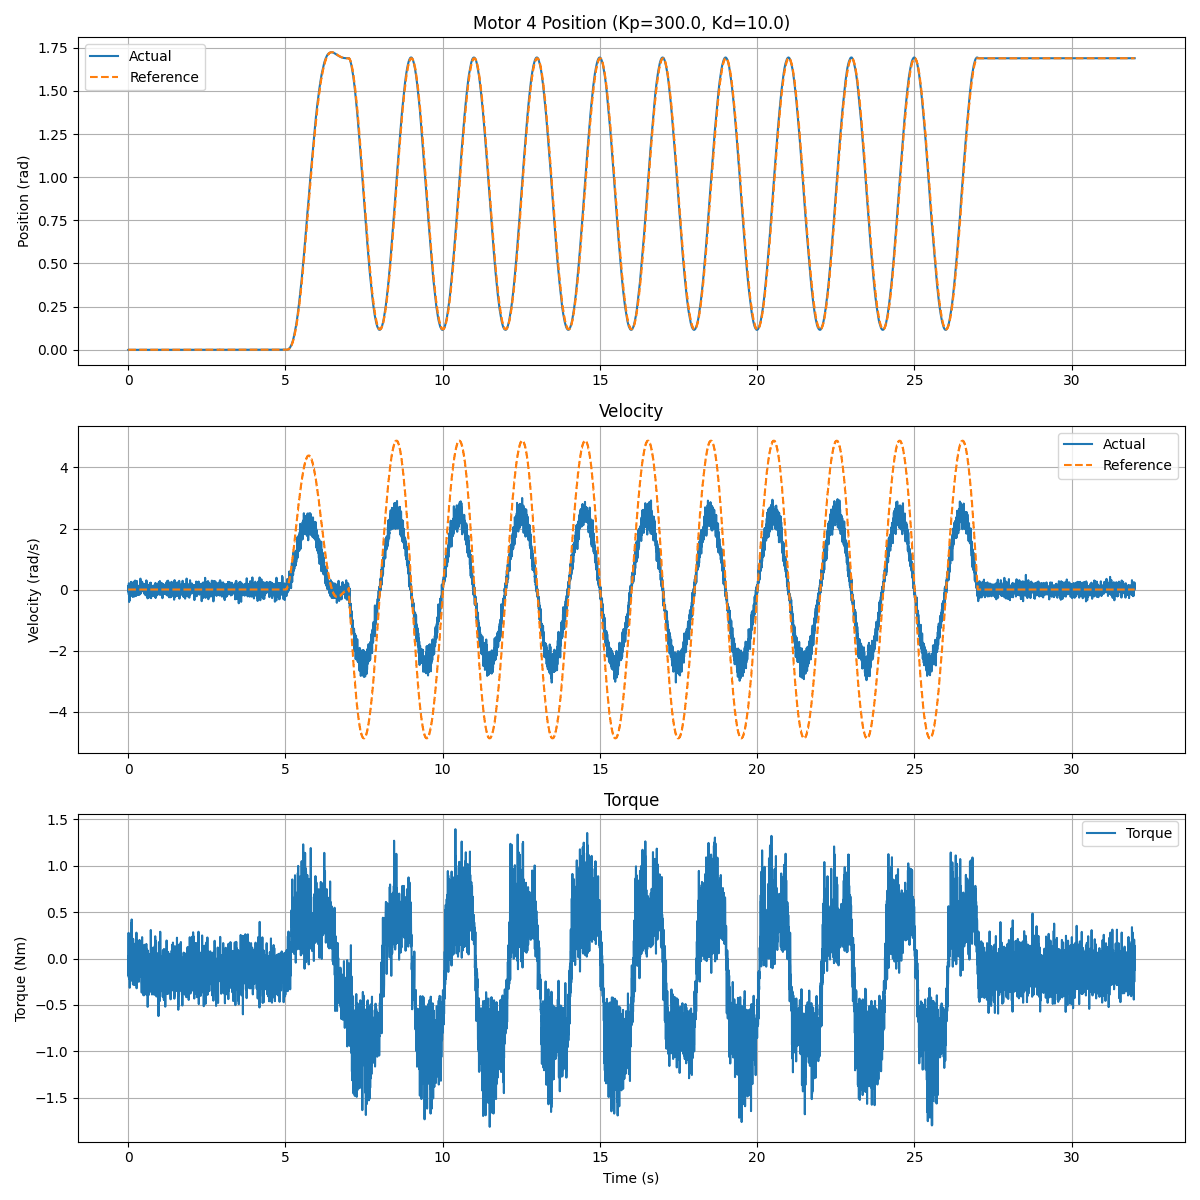 Motor 4 Position (Kp=300.0, Kd=10.0)
Actual
Reference
Position (rad)
1.75
1.50
1.25
1.00
0.75
0.50
0.25
0.00
0 5 10 15 20 25 30
Velocity
Actual
Reference
Velocity (rad/s)
4
2
0
−2
−4
0 5 10 15 20 25 30
Torque
Torque
Torque (Nm)
1.5
1.0
0.5
0.0
−0.5
−1.0
−1.5
0 5 10 15 20 25 30
Time (s)